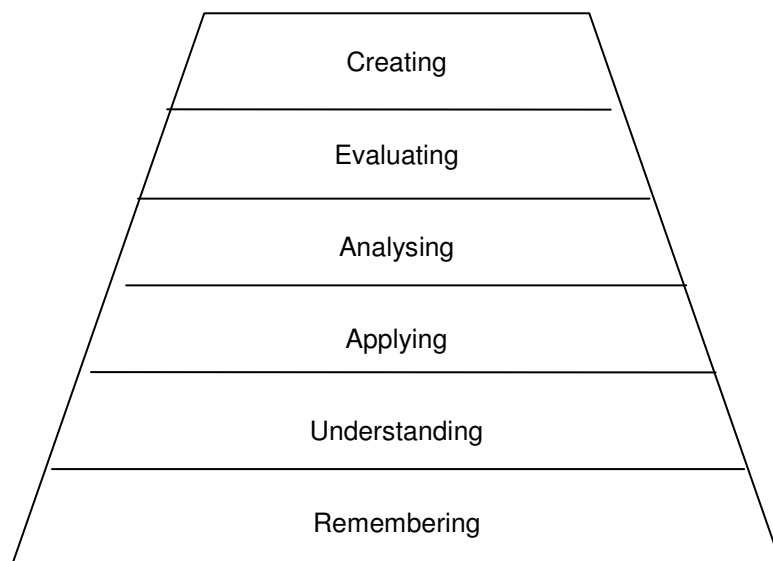 Creating
Evaluating
Analysing
Applying
Understanding
Remembering